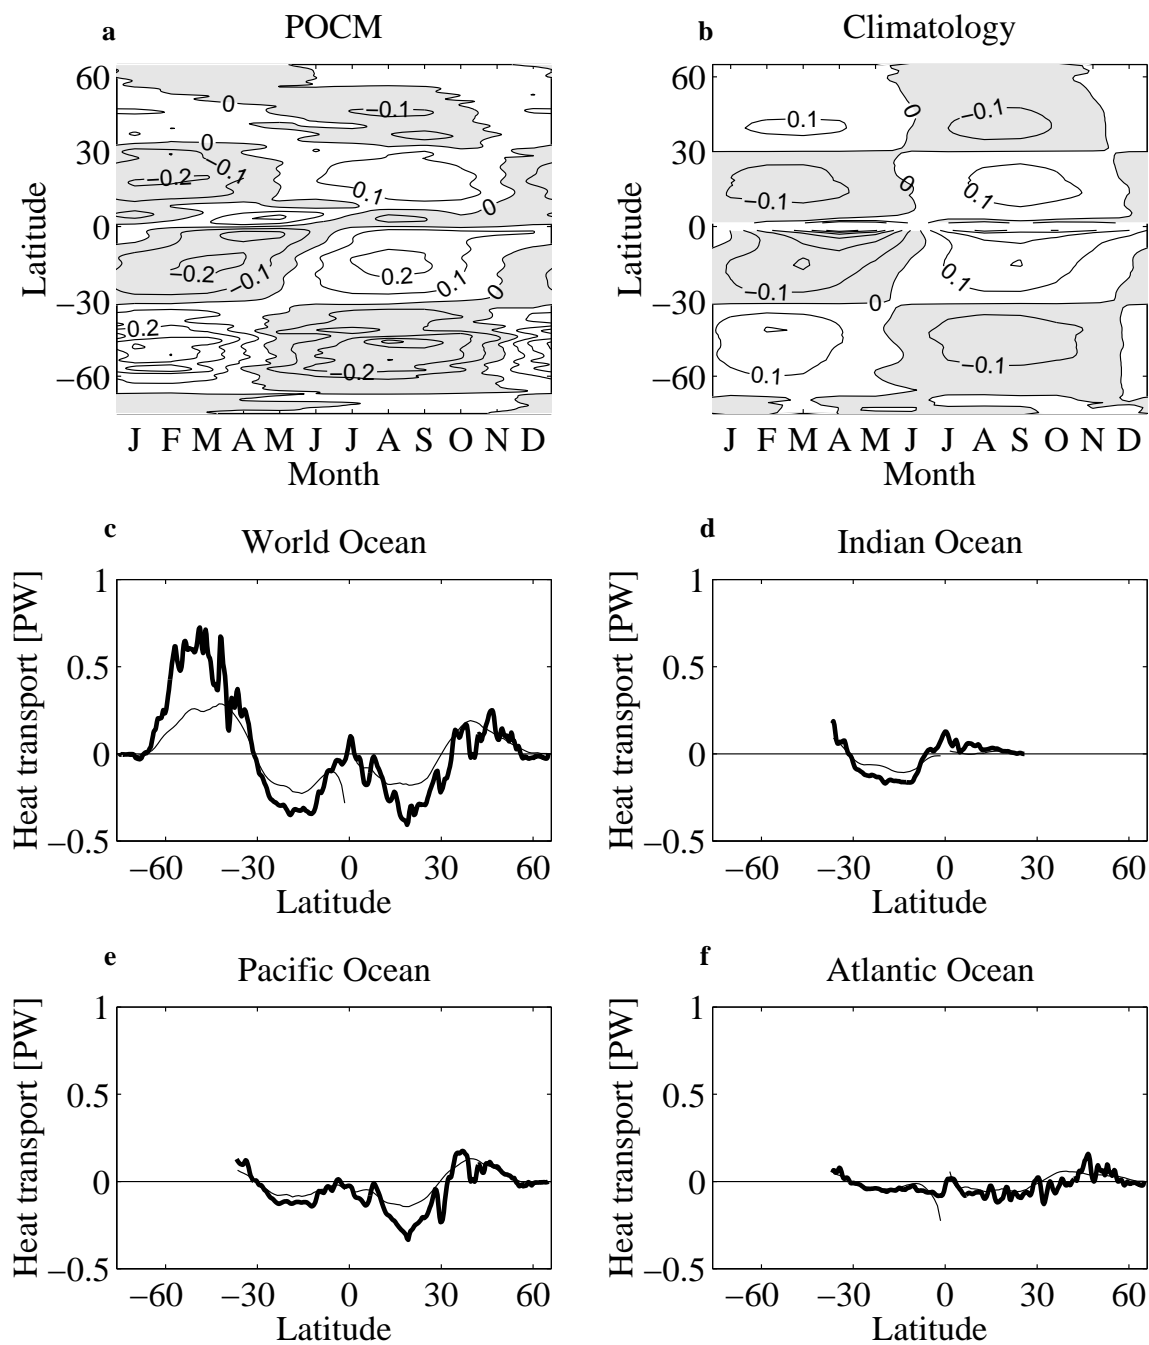 a POCM
b Climatology
60
30
0
−30
−60
Latitude
0
−0.1
0
−0.2
−0.1
0.1
0
−0.2
−0.1
0.2
0.1
0
0.2
−0.2
J F M A M J J A S O N D
Month
60
30
0
−30
−60
Latitude
0.1
0
−0.1
−0.1
0
0.1
−0.1
0.1
0
0.1
−0.1
J F M A M J J A S O N D
Month
c World Ocean
Heat transport [PW]
1
0.5
0
−0.5
−60 −30 0 30 60
Latitude
d Indian Ocean
Heat transport [PW]
1
0.5
0
−0.5
−60 −30 0 30 60
Latitude
e Pacific Ocean
Heat transport [PW]
1
0.5
0
−0.5
−60 −30 0 30 60
Latitude
f Atlantic Ocean
Heat transport [PW]
1
0.5
0
−0.5
−60 −30 0 30 60
Latitude